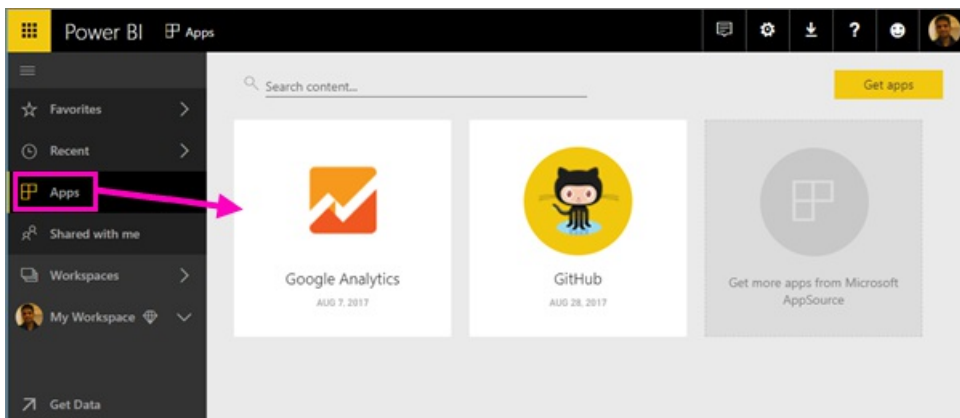 Power BI Apps
Search content...
Get apps
Favorites
Recent
Apps
Shared with me
Workspaces
My Workspace
Get Data
Google Analytics
AUG 7, 2017
GitHub
AUG 28, 2017
Get more apps from Microsoft
AppSource